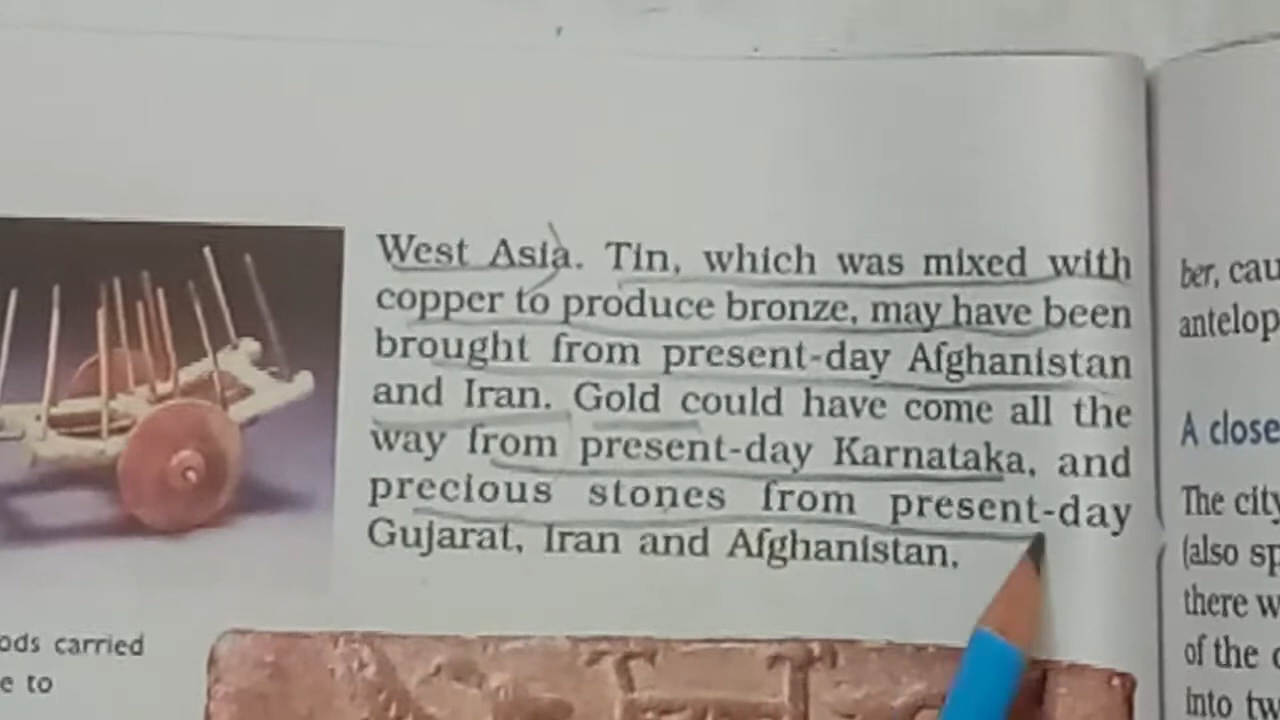 West Asia. Tin, which was mixed with
copper to produce bronze, may have been
brought from present-day Afghanistan
and Iran. Gold could have come all the
way from present-day Karnataka, and
precious stones from present-day
Gujarat, Iran and Afghanistan.
ods carried
e to
ber, cau
antelop
A close
The city
(also sp
there w
of the c
into tw